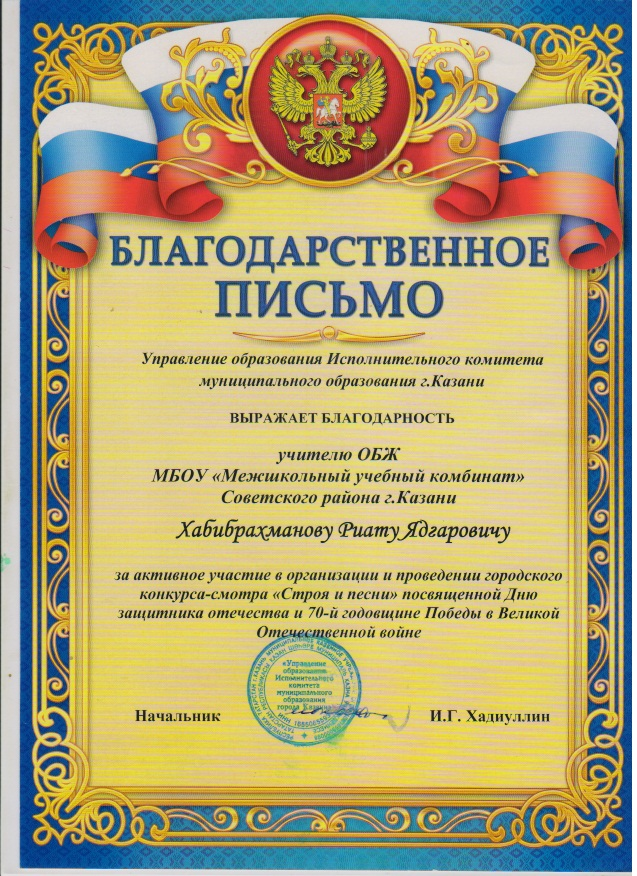 БЛАГОДАРСТВЕННОЕ
ПИСЬМО
Управление образования Исполнительного комитета
муниципального образования г.Казани
ВЫРАЖАЕТ БЛАГОДАРНОСТЬ
учителю ОБЖ
МБОУ «Межшкольный учебный комбинат»
Советского района г.Казани
Хабибрахманову Риату Ядгаровичу
за активное участие в организации и проведении городского
конкурса-смотра «Строя и песни» посвященной Дню
защитника отечества и 70-й годовщине Победы в Великой
Отечественной войне
«Управление
образования
Исполнительного
комитета
муниципального
образования
города Казани»
Начальник
И.Г. Хадиуллин